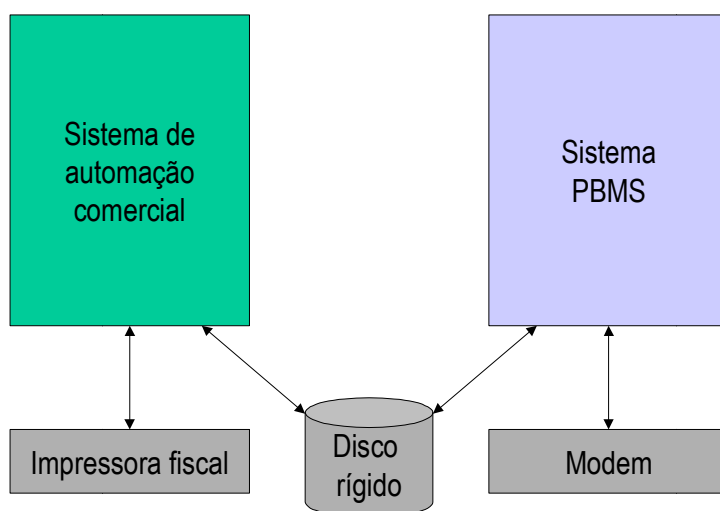 Sistema de
automação
comercial
Sistema
PBMS
Impressora fiscal
Disco
rígido
Modem